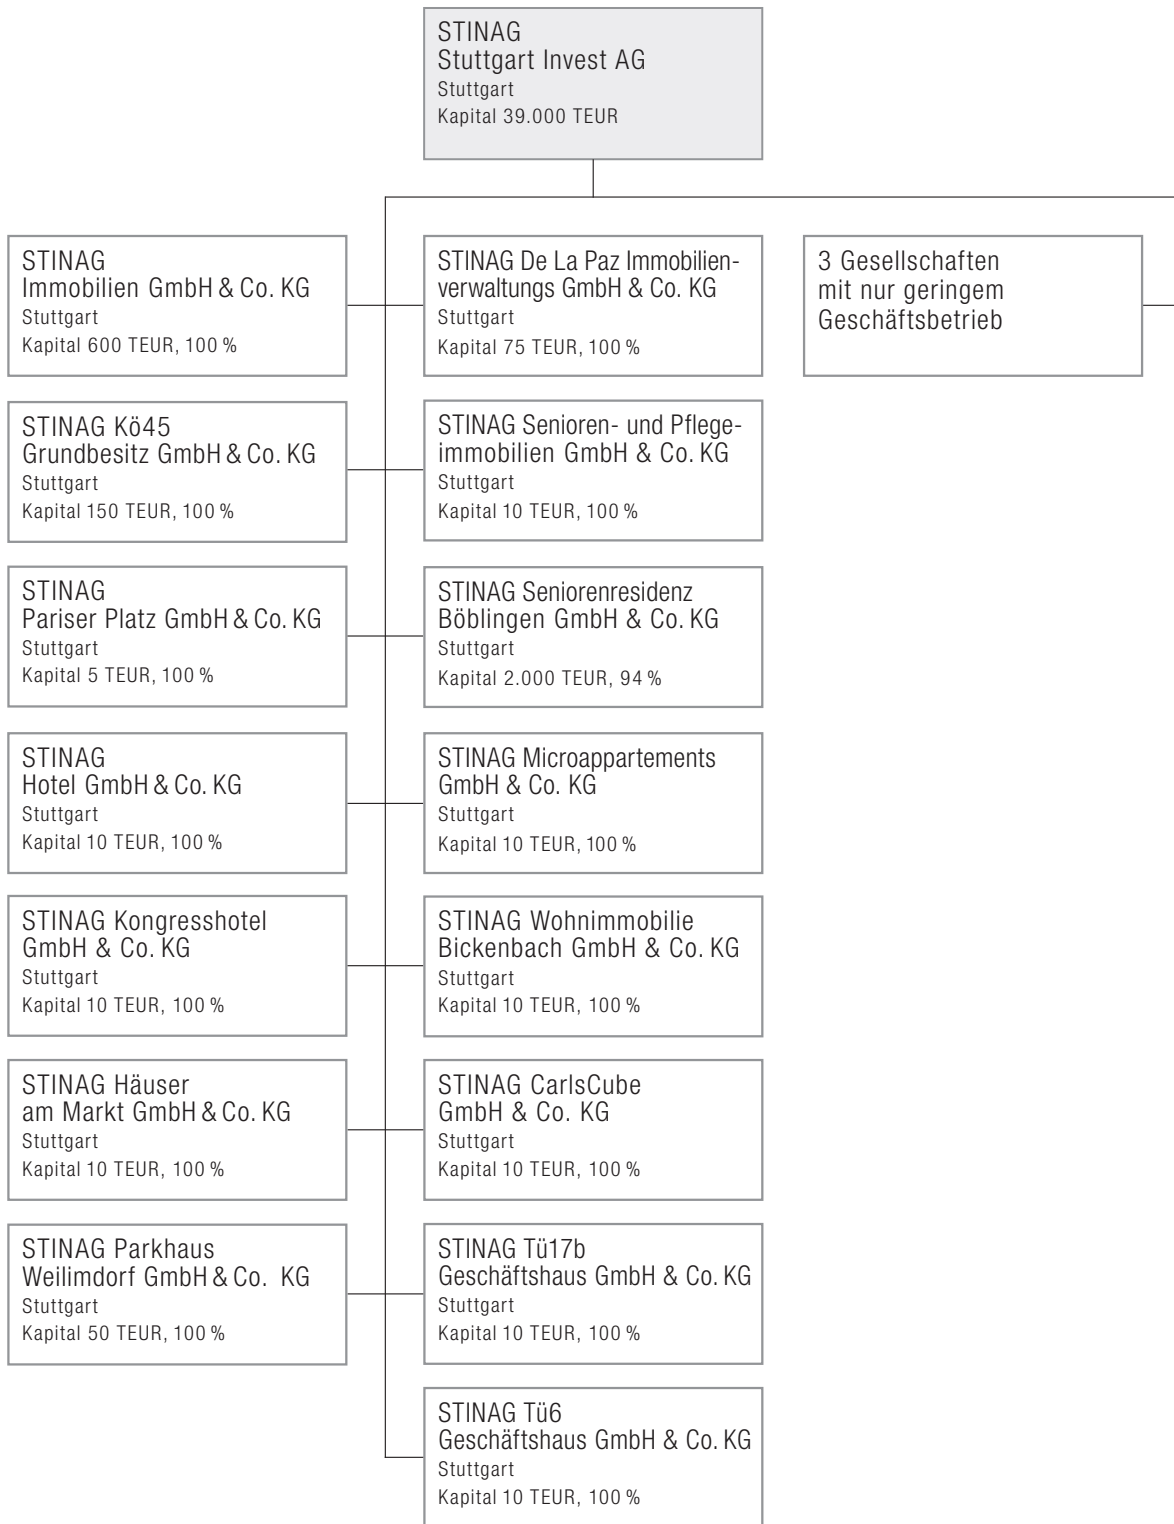 STINAG
Stuttgart Invest AG
Stuttgart
Kapital 39.000 TEUR
STINAG
Immobilien GmbH & Co. KG
Stuttgart
Kapital 600 TEUR, 100 %
STINAG De La Paz Immobilien-
verwaltungs GmbH & Co. KG
Stuttgart
Kapital 75 TEUR, 100 %
3 Gesellschaften
mit nur geringem
Geschäftsbetrieb
STINAG Kö45
Grundbesitz GmbH & Co. KG
Stuttgart
Kapital 150 TEUR, 100 %
STINAG Senioren- und Pflege-
immobilien GmbH & Co. KG
Stuttgart
Kapital 10 TEUR, 100 %
STINAG
Pariser Platz GmbH & Co. KG
Stuttgart
Kapital 5 TEUR, 100 %
STINAG Seniorenresidenz
Böblingen GmbH & Co. KG
Stuttgart
Kapital 2.000 TEUR, 94 %
STINAG
Hotel GmbH & Co. KG
Stuttgart
Kapital 10 TEUR, 100 %
STINAG Microappartements
GmbH & Co. KG
Stuttgart
Kapital 10 TEUR, 100 %
STINAG Kongresshotel
GmbH & Co. KG
Stuttgart
Kapital 10 TEUR, 100 %
STINAG Wohnimmobilie
Bickenbach GmbH & Co. KG
Stuttgart
Kapital 10 TEUR, 100 %
STINAG Häuser
am Markt GmbH & Co. KG
Stuttgart
Kapital 10 TEUR, 100 %
STINAG CarlsCube
GmbH & Co. KG
Stuttgart
Kapital 10 TEUR, 100 %
STINAG Parkhaus
Weilimdorf GmbH & Co. KG
Stuttgart
Kapital 50 TEUR, 100 %
STINAG Tü17b
Geschäftshaus GmbH & Co. KG
Stuttgart
Kapital 10 TEUR, 100 %
STINAG Tü6
Geschäftshaus GmbH & Co. KG
Stuttgart
Kapital 10 TEUR, 100 %